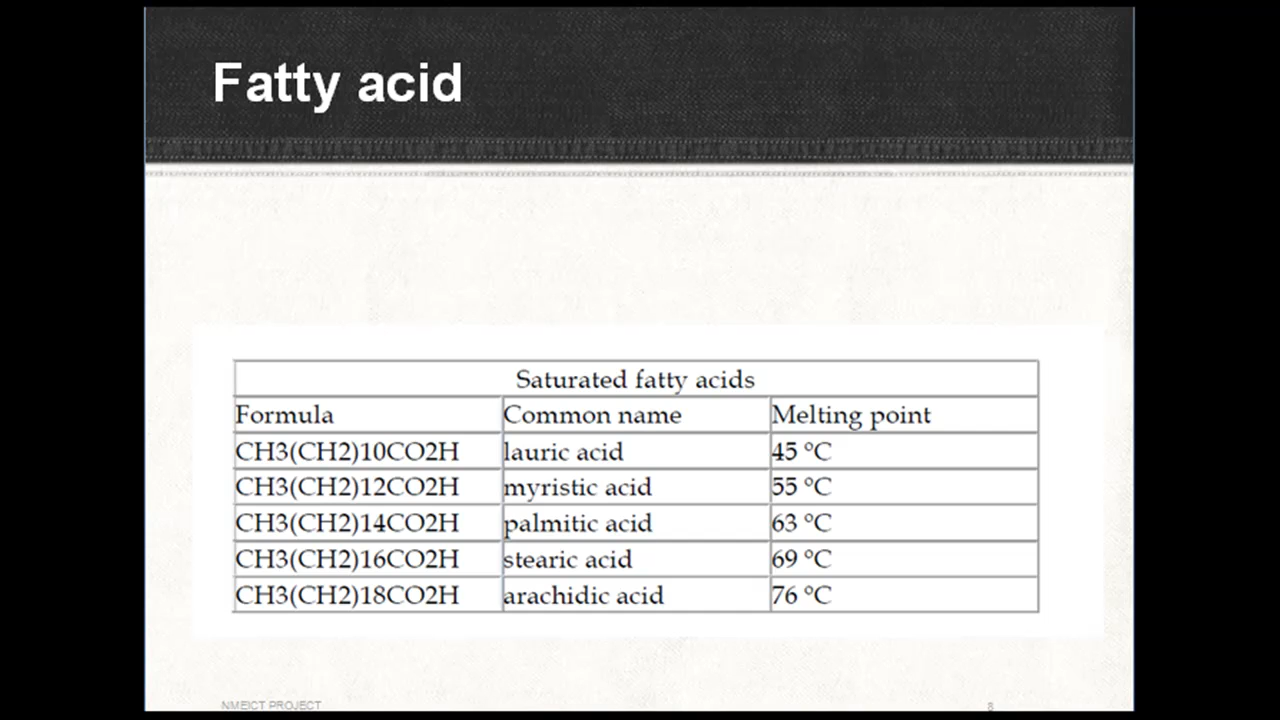 Fatty acid
Saturated fatty acids
Formula Common name Melting point
CH3(CH2)10CO2H lauric acid 45 ºC
CH3(CH2)12CO2H myristic acid 55 ºC
CH3(CH2)14CO2H palmitic acid 63 ºC
CH3(CH2)16CO2H stearic acid 69 ºC
CH3(CH2)18CO2H arachidic acid 76 ºC
NMEICT PROJECT 8